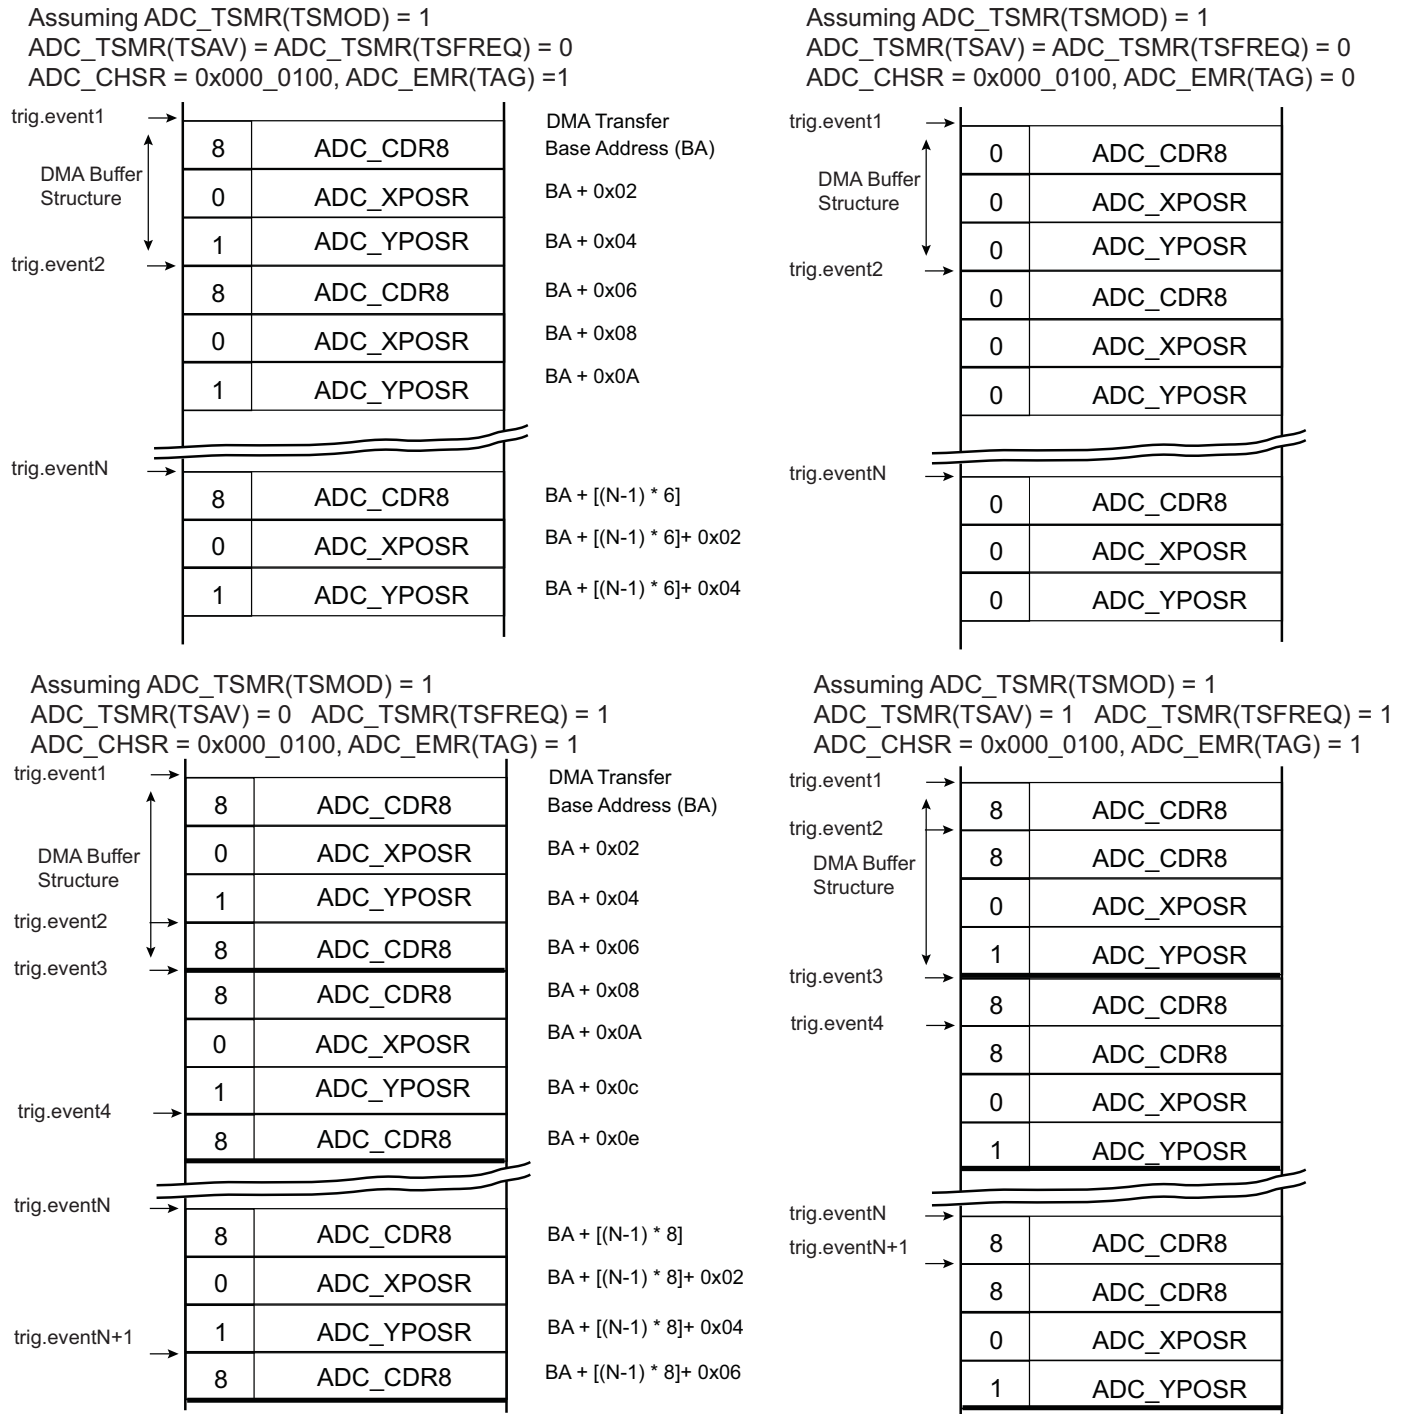 Assuming ADC_TSMR(TSMOD) = 1
ADC_TSMR(TSAV) = ADC_TSMR(TSFREQ) = 0
ADC_CHSR = 0x000_0100, ADC_EMR(TAG) =1
trig.event1
DMA Transfer
8 ADC_CDR8 Base Address (BA)
DMA Buffer
Structure
0 ADC_XPOSR BA + 0x02
1 ADC_YPOSR BA + 0x04
trig.event2
8 ADC_CDR8 BA + 0x06
0 ADC_XPOSR BA + 0x08
1 ADC_YPOSR BA + 0x0A
trig.eventN
8 ADC_CDR8 BA + [(N-1) * 6]
0 ADC_XPOSR BA + [(N-1) * 6]+ 0x02
1 ADC_YPOSR BA + [(N-1) * 6]+ 0x04
Assuming ADC_TSMR(TSMOD) = 1
ADC_TSMR(TSAV) = ADC_TSMR(TSFREQ) = 0
ADC_CHSR = 0x000_0100, ADC_EMR(TAG) = 0
trig.event1
0 ADC_CDR8
DMA Buffer
Structure
0 ADC_XPOSR
0 ADC_YPOSR
trig.event2
0 ADC_CDR8
0 ADC_XPOSR
0 ADC_YPOSR
trig.eventN
0 ADC_CDR8
0 ADC_XPOSR
0 ADC_YPOSR
Assuming ADC_TSMR(TSMOD) = 1
ADC_TSMR(TSAV) = 0 ADC_TSMR(TSFREQ) = 1
ADC_CHSR = 0x000_0100, ADC_EMR(TAG) = 1
trig.event1
DMA Transfer
8 ADC_CDR8 Base Address (BA)
DMA Buffer
Structure
0 ADC_XPOSR BA + 0x02
1 ADC_YPOSR BA + 0x04
trig.event2
8 ADC_CDR8 BA + 0x06
trig.event3
8 ADC_CDR8 BA + 0x08
0 ADC_XPOSR BA + 0x0A
1 ADC_YPOSR BA + 0x0c
trig.event4
8 ADC_CDR8 BA + 0x0e
trig.eventN
8 ADC_CDR8 BA + [(N-1) * 8]
0 ADC_XPOSR BA + [(N-1) * 8]+ 0x02
1 ADC_YPOSR BA + [(N-1) * 8]+ 0x04
trig.eventN+1
8 ADC_CDR8 BA + [(N-1) * 8]+ 0x06
Assuming ADC_TSMR(TSMOD) = 1
ADC_TSMR(TSAV) = 1 ADC_TSMR(TSFREQ) = 1
ADC_CHSR = 0x000_0100, ADC_EMR(TAG) = 1
trig.event1
8 ADC_CDR8
trig.event2
8 ADC_CDR8
DMA Buffer
Structure
0 ADC_XPOSR
1 ADC_YPOSR
trig.event3
8 ADC_CDR8
trig.event4
8 ADC_CDR8
0 ADC_XPOSR
1 ADC_YPOSR
trig.eventN
8 ADC_CDR8
trig.eventN+1
8 ADC_CDR8
0 ADC_XPOSR
1 ADC_YPOSR